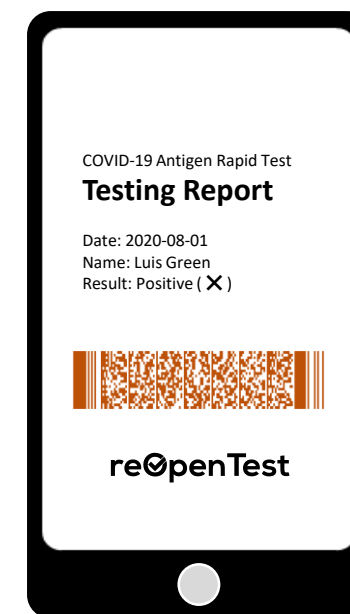 COVID-19 Antigen Rapid Test
Testing Report
Date: 2020-08-01
Name: Luis Green
Result: Positive ( ✕ )
reOpenTest